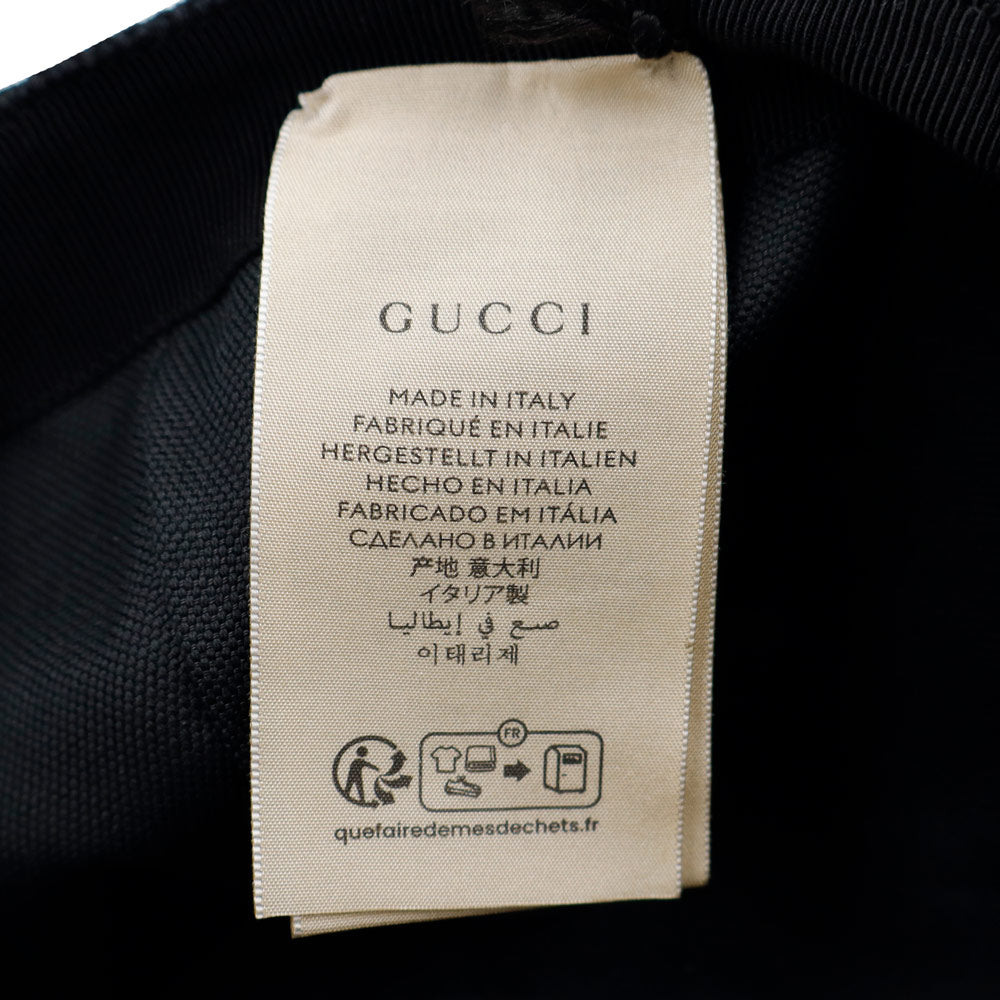 GUCCI
MADE IN ITALY
FABRIQUÉ EN ITALIE
HERGESTELLT IN ITALIEN
HECHO EN ITALIA
FABRICADO EM ITÁLIA
СДЕЛАНО В ИТАЛИИ
产地 意大利
イタリア製
صنع في إيطاليا
이태리제
FR
quefairedemesdechets.fr